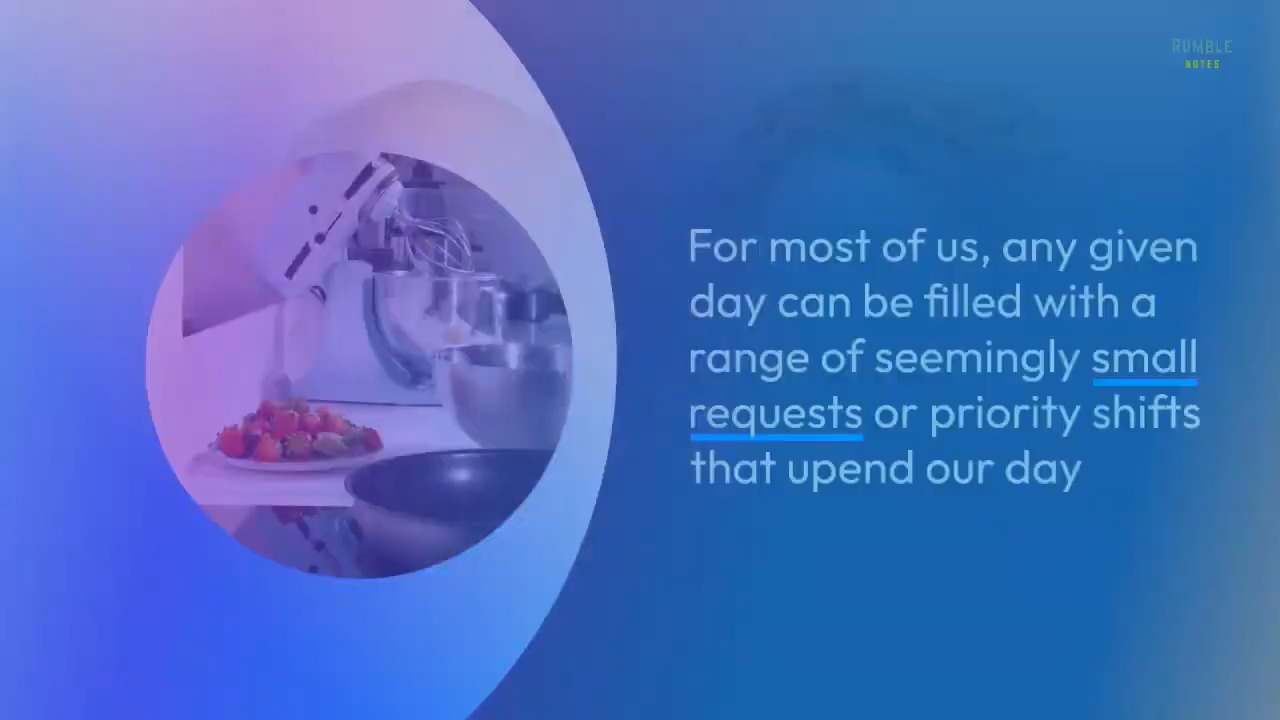 RUMBLE
NOTES
For most of us, any given
day can be filled with a
range of seemingly small
requests or priority shifts
that upend our day